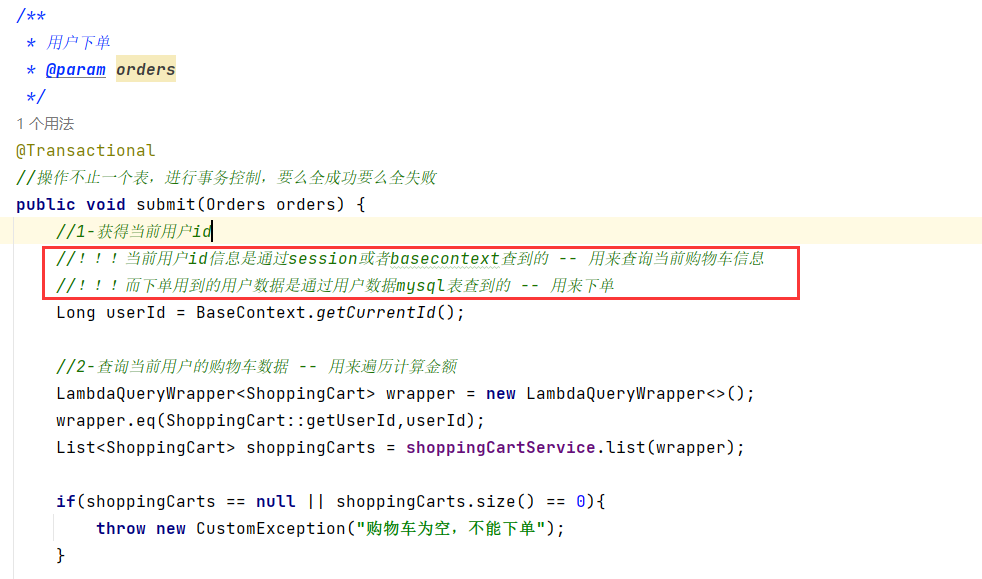 /**
* 用户下单
* @param orders
*/
1 个用法
@Transactional
//操作不止一个表，进行事务控制，要么全成功要么全失败
public void submit(Orders orders) {
//1-获得当前用户id
//！！！当前用户id信息是通过session或者basecontext查到的 -- 用来查询当前购物车信息
//！！！而下单用到的用户数据是通过用户数据mysql表查到的 -- 用来下单
Long userId = BaseContext.getCurrentId();
//2-查询当前用户的购物车数据 -- 用来遍历计算金额
LambdaQueryWrapper<ShoppingCart> wrapper = new LambdaQueryWrapper<>();
wrapper.eq(ShoppingCart::getUserId,userId);
List<ShoppingCart> shoppingCarts = shoppingCartService.list(wrapper);
if(shoppingCarts == null || shoppingCarts.size() == 0){
throw new CustomException("购物车为空，不能下单");
}